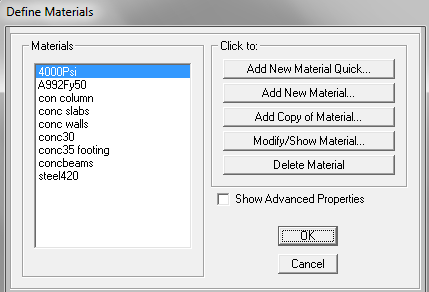 Define Materials
Materials
4000Psi
A992Fy50
con column
conc slabs
conc walls
conc30
conc35 footing
concbeams
steel420
Click to:
Add New Material Quick...
Add New Material...
Add Copy of Material...
Modify/Show Material...
Delete Material
Show Advanced Properties
OK
Cancel